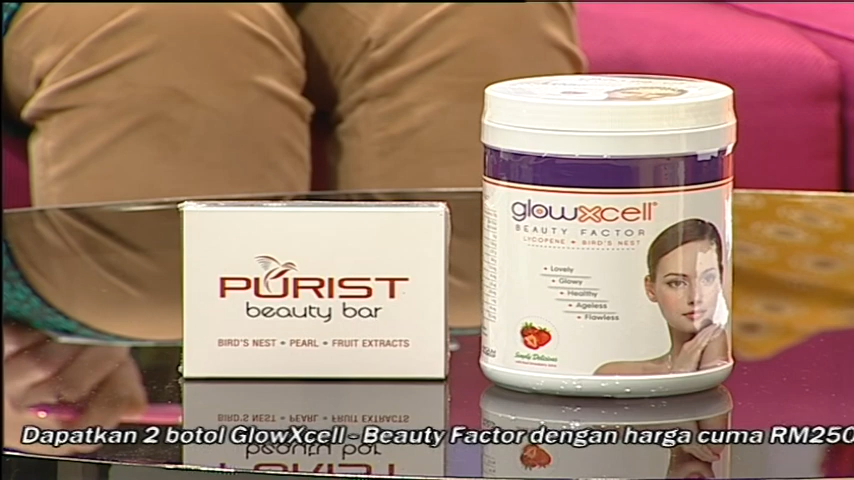 PURIST
beauty bar
BIRD'S NEST + PEARL + FRUIT EXTRACTS
glowxcell
BEAUTY FACTOR
LYCOPENE + BIRD'S NEST
+ Lovely
+ Glowy
+ Healthy
+ Ageless
+ Flawless
Simply Delicious
Dapatkan 2 botol GlowXcell - Beauty Factor dengan harga cuma RM250